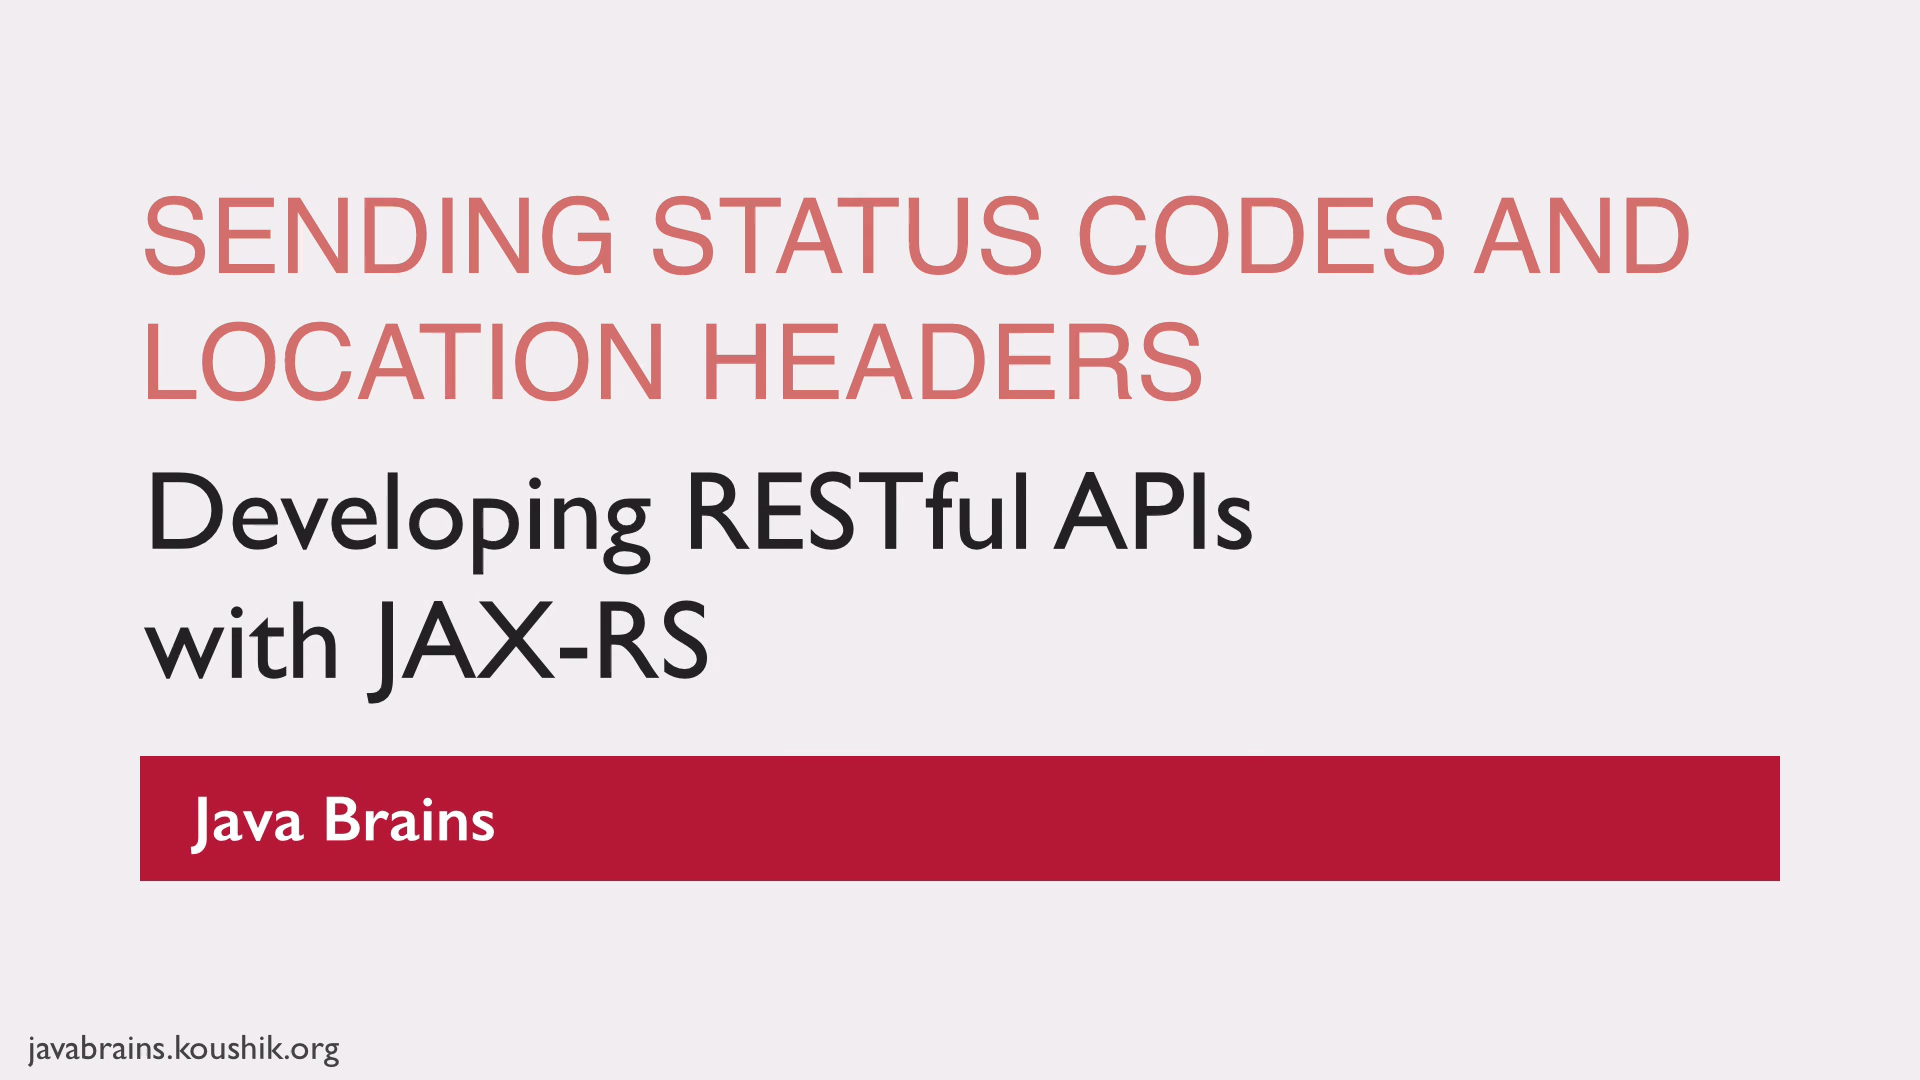 SENDING STATUS CODES AND
LOCATION HEADERS
Developing RESTful APIs
with JAX-RS
Java Brains
javabrains.koushik.org